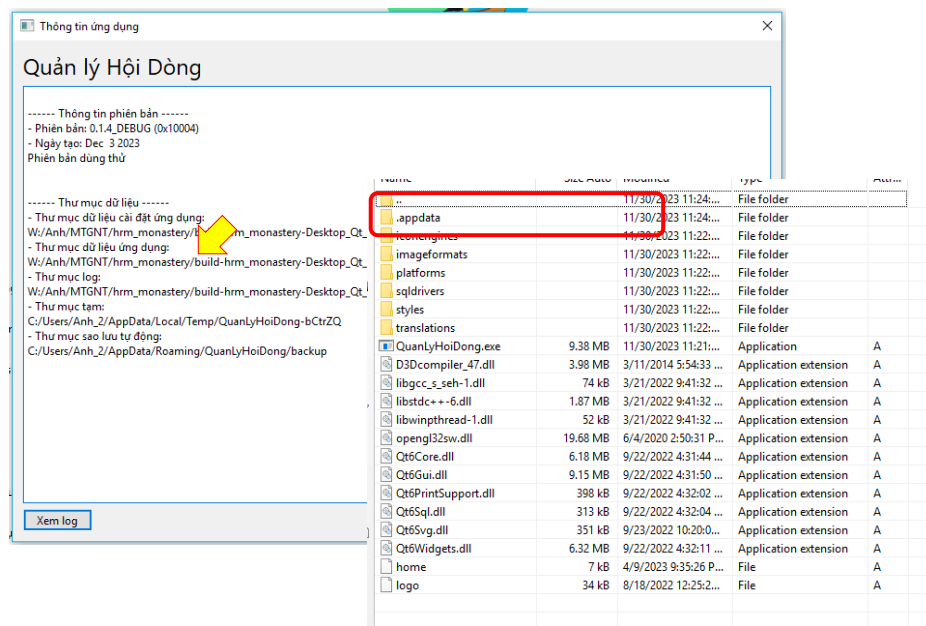 Thông tin ứng dụng
Quản lý Hội Dòng
------ Thông tin phiên bản ------
- Phiên bản: 0.1.4_DEBUG (0x10004)
- Ngày tạo: Dec  3 2023
Phiên bản dùng thử
------ Thư mục dữ liệu ------
- Thư mục dữ liệu cài đặt ứng dụng:
W:/Anh/MTGNT/hrm_monastery/ rm_monastery-Desktop_Qt_
- Thư mục dữ liệu ứng dụng:
W:/Anh/MTGNT/hrm_monastery/build-hrm_monastery-Desktop_Qt_
- Thư mục log:
W:/Anh/MTGNT/hrm_monastery/build-hrm_monastery-Desktop_Qt_
- Thư mục tạm:
C:/Users/Anh_2/AppData/Local/Temp/QuanLyHoiDong-bCtrZQ
- Thư mục sao lưu tự động:
C:/Users/Anh_2/AppData/Roaming/QuanLyHoiDong/backup
Xem log
Name Size Auto Modified Type Attr...
.. 11/30/2023 11:24:... File folder
.appdata 11/30/2023 11:24:... File folder
iconengines 11/30/2023 11:22:... File folder
imageformats 11/30/2023 11:22:... File folder
platforms 11/30/2023 11:22:... File folder
sqldrivers 11/30/2023 11:22:... File folder
styles 11/30/2023 11:22:... File folder
translations 11/30/2023 11:22:... File folder
QuanLyHoiDong.exe 9.38 MB 11/30/2023 11:21:... Application A
D3Dcompiler_47.dll 3.98 MB 3/11/2014 5:54:33 ... Application extension A
libgcc_s_seh-1.dll 74 kB 3/21/2022 9:41:32 ... Application extension A
libstdc++-6.dll 1.87 MB 3/21/2022 9:41:32 ... Application extension A
libwinpthread-1.dll 52 kB 3/21/2022 9:41:32 ... Application extension A
opengl32sw.dll 19.68 MB 6/4/2020 2:50:31 P... Application extension A
Qt6Core.dll 6.18 MB 9/22/2022 4:31:44 ... Application extension A
Qt6Gui.dll 9.15 MB 9/22/2022 4:31:50 ... Application extension A
Qt6PrintSupport.dll 398 kB 9/22/2022 4:32:02 ... Application extension A
Qt6Sql.dll 313 kB 9/22/2022 4:32:04 ... Application extension A
Qt6Svg.dll 351 kB 9/23/2022 10:20:0... Application extension A
Qt6Widgets.dll 6.32 MB 9/22/2022 4:32:11 ... Application extension A
home 7 kB 4/9/2023 9:35:26 P... File A
logo 34 kB 8/18/2022 12:25:2... File A